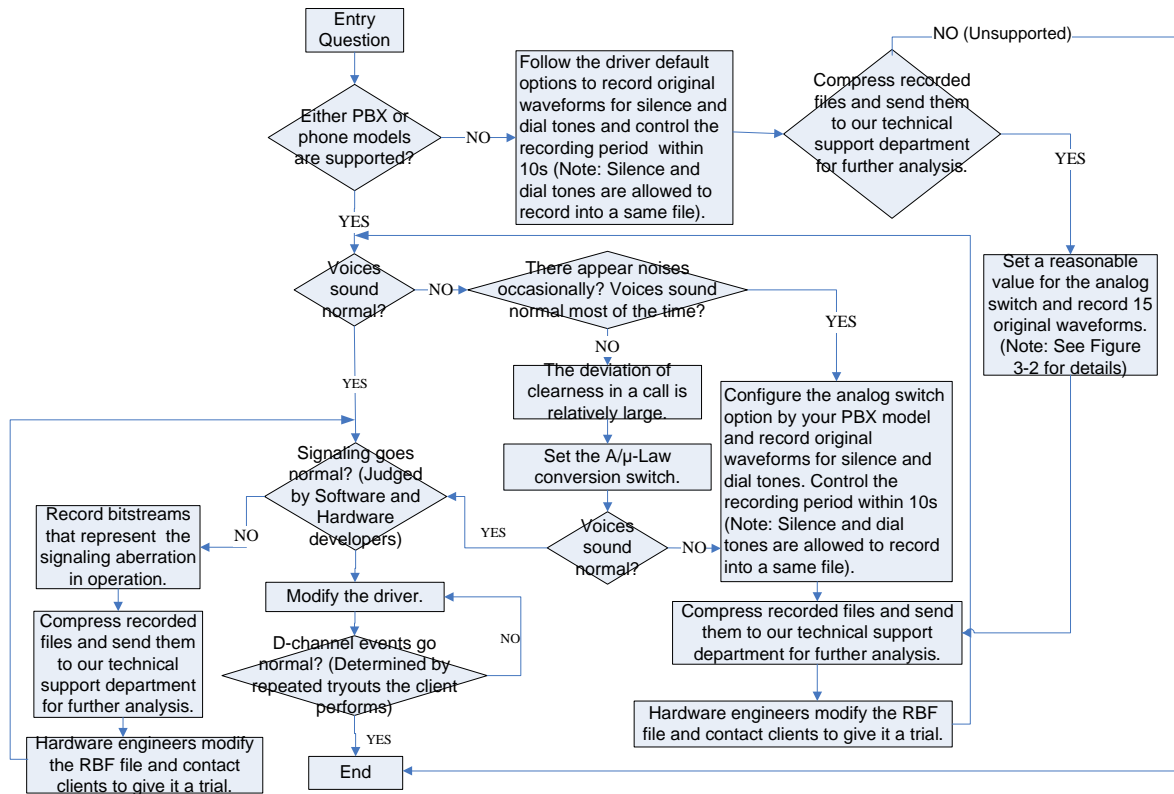 Entry
Question
Either PBX or
phone models
are supported?
NO
Follow the driver default
options to record original
waveforms for silence and
dial tones and control the
recording period within
10s (Note: Silence and
dial tones are allowed to
record into a same file).
Compress recorded
files and send them
to our technical
support department
for further analysis.
NO (Unsupported)
YES
Set a reasonable
value for the analog
switch and record 15
original waveforms.
(Note: See Figure
3-2 for details)
YES
Voices
sound
normal?
NO
There appear noises
occasionally? Voices sound
normal most of the time?
YES
NO
The deviation of
clearness in a call is
relatively large.
Set the A/μ-Law
conversion switch.
Voices
sound
normal?
YES
NO
Configure the analog switch
option by your PBX model
and record original
waveforms for silence and
dial tones. Control the
recording period within 10s
(Note: Silence and dial
tones are allowed to record
into a same file).
Compress recorded files and send
them to our technical support
department for further analysis.
Hardware engineers modify the RBF
file and contact clients to give it a trial.
YES
Signaling goes
normal? (Judged
by Software and
Hardware
developers)
NO
Record bitstreams
that represent the
signaling aberration
in operation.
Compress recorded
files and send them
to our technical
support department
for further analysis.
Hardware engineers modify
the RBF file and contact
clients to give it a trial.
Modify the driver.
D-channel events go
normal? (Determined by
repeated tryouts the client
performs)
NO
YES
End